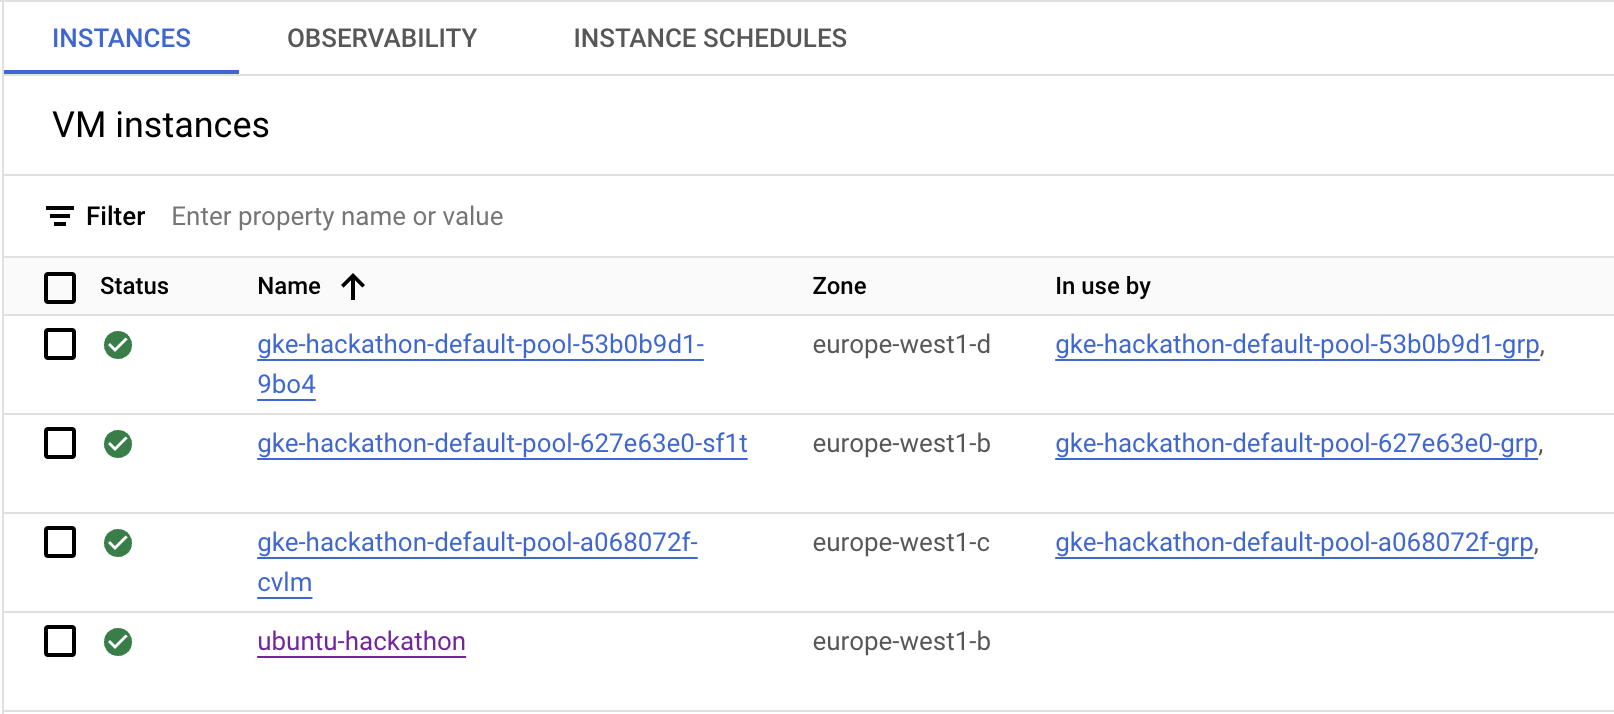 INSTANCES OBSERVABILITY INSTANCE SCHEDULES
VM instances
Filter Enter property name or value
Status Name Zone In use by
gke-hackathon-default-pool-53b0b9d1- europe-west1-d gke-hackathon-default-pool-53b0b9d1-grp,
9bo4
gke-hackathon-default-pool-627e63e0-sf1t europe-west1-b gke-hackathon-default-pool-627e63e0-grp,
gke-hackathon-default-pool-a068072f- europe-west1-c gke-hackathon-default-pool-a068072f-grp,
cvlm
ubuntu-hackathon europe-west1-b